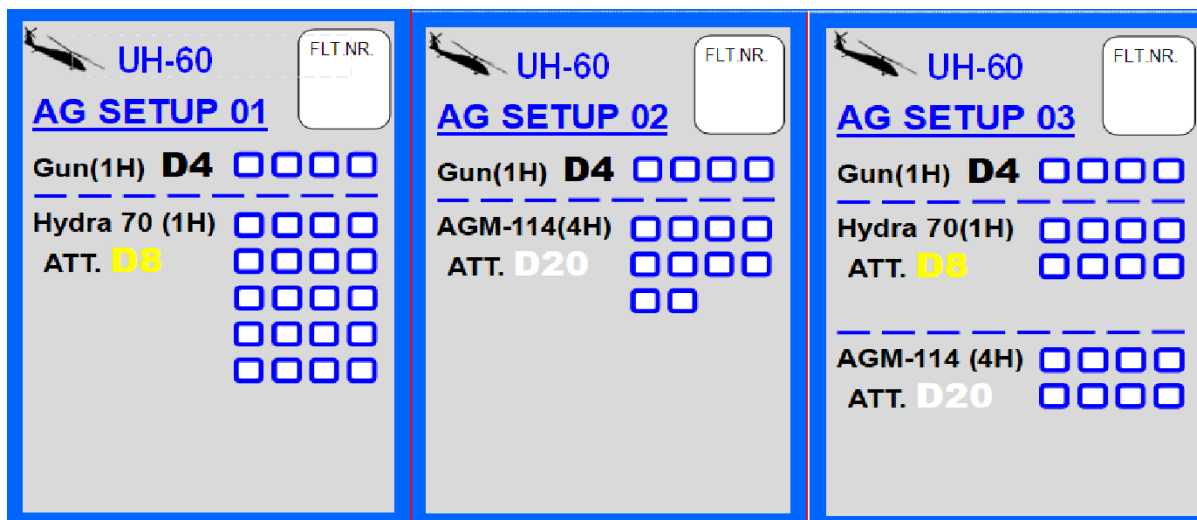 UH-60
FLT.NR.
AG SETUP 01
Gun(1H) D4
Hydra 70 (1H)
ATT. D8
UH-60
FLT.NR.
AG SETUP 02
Gun(1H) D4
AGM-114(4H)
ATT. D20
UH-60
FLT.NR.
AG SETUP 03
Gun(1H) D4
Hydra 70(1H)
ATT. D8
AGM-114 (4H)
ATT. D20